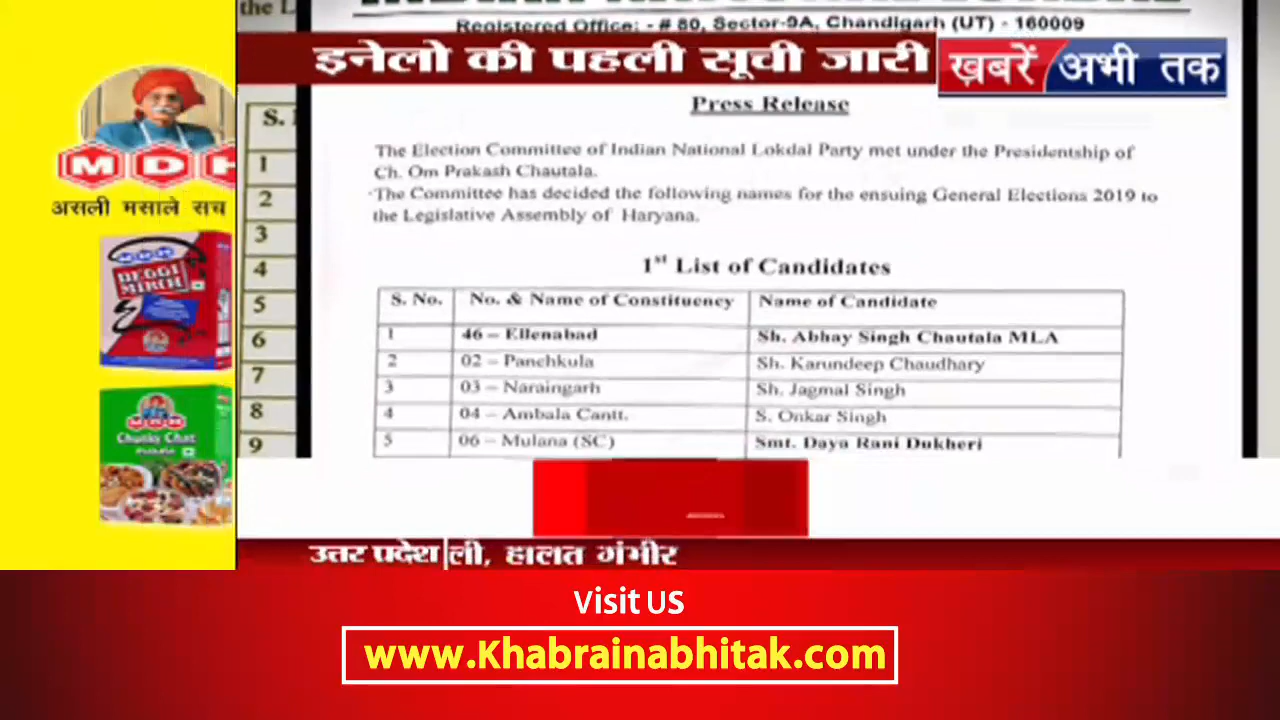 the L
Registered Office: - # 80, Sector-9A, Chandigarh (UT) - 160009
इनेलो की पहली सूची जारी
ख़बरें अभी तक
Press Release
The Election Committee of Indian National Lokdal Party met under the Presidentship of
Ch. Om Prakash Chautala.
The Committee has decided the following names for the ensuing General Elections 2019 to
the Legislative Assembly of Haryana.
1st List of Candidates
S. No. No. & Name of Constituency Name of Candidate
1 46 – Ellenabad Sh. Abhay Singh Chautala MLA
2 02 – Panchkula Sh. Karundeep Chaudhary
3 03 – Naraingarh Sh. Jagmal Singh
4 04 – Ambala Cantt. S. Onkar Singh
5 06 – Mulana (SC) Smt. Daya Rani Dukheri
S.
1
2
3
4
5
6
7
8
9
MDH
असली मसाले सच
MDH
DEGGI
MIRCH
MDH
Chunky Chat
उत्तर प्रदेश ली, हालत गंभीर
Visit US
www.Khabrainabhitak.com